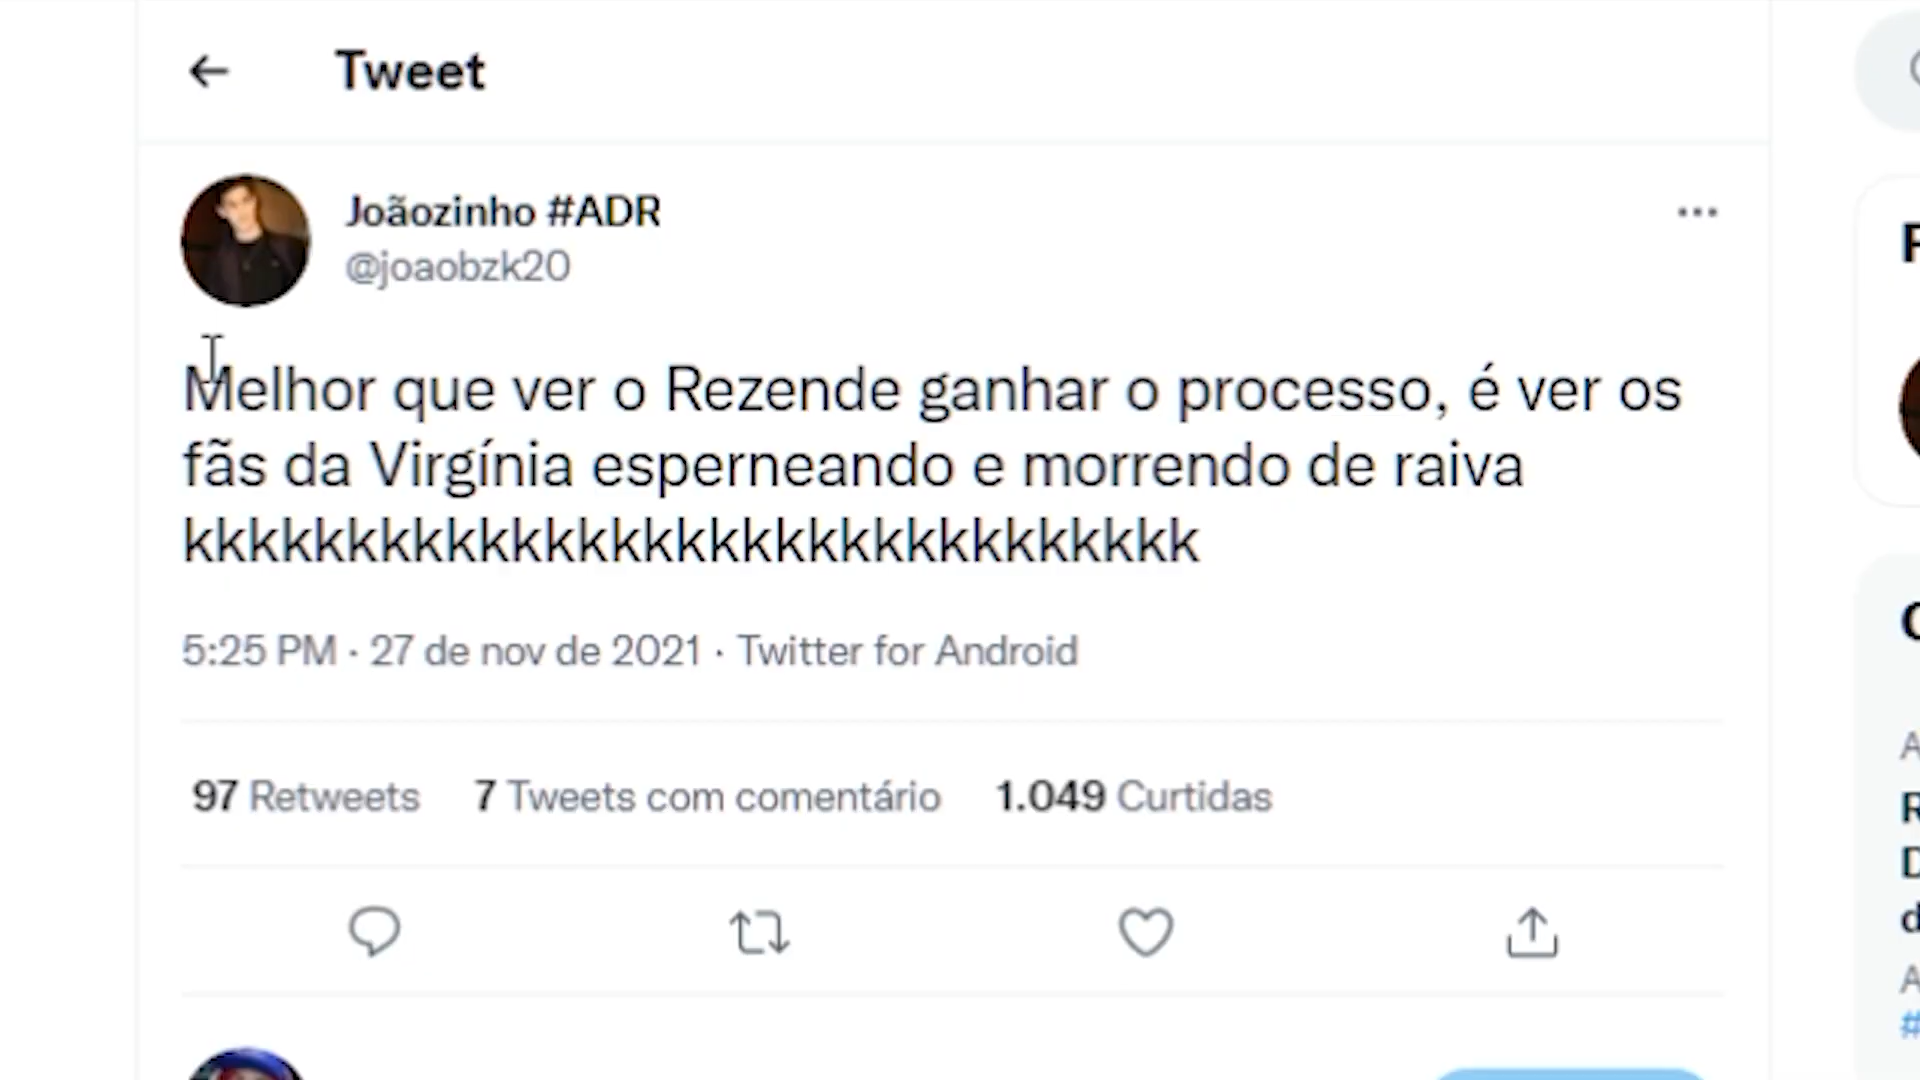 Tweet
Joãozinho #ADR
@joaobzk20
Melhor que ver o Rezende ganhar o processo, é ver os
fãs da Virgínia esperneando e morrendo de raiva
kkkkkkkkkkkkkkkkkkkkkkkkkkkkkkk
5:25 PM · 27 de nov de 2021 · Twitter for Android
97 Retweets 7 Tweets com comentário 1.049 Curtidas